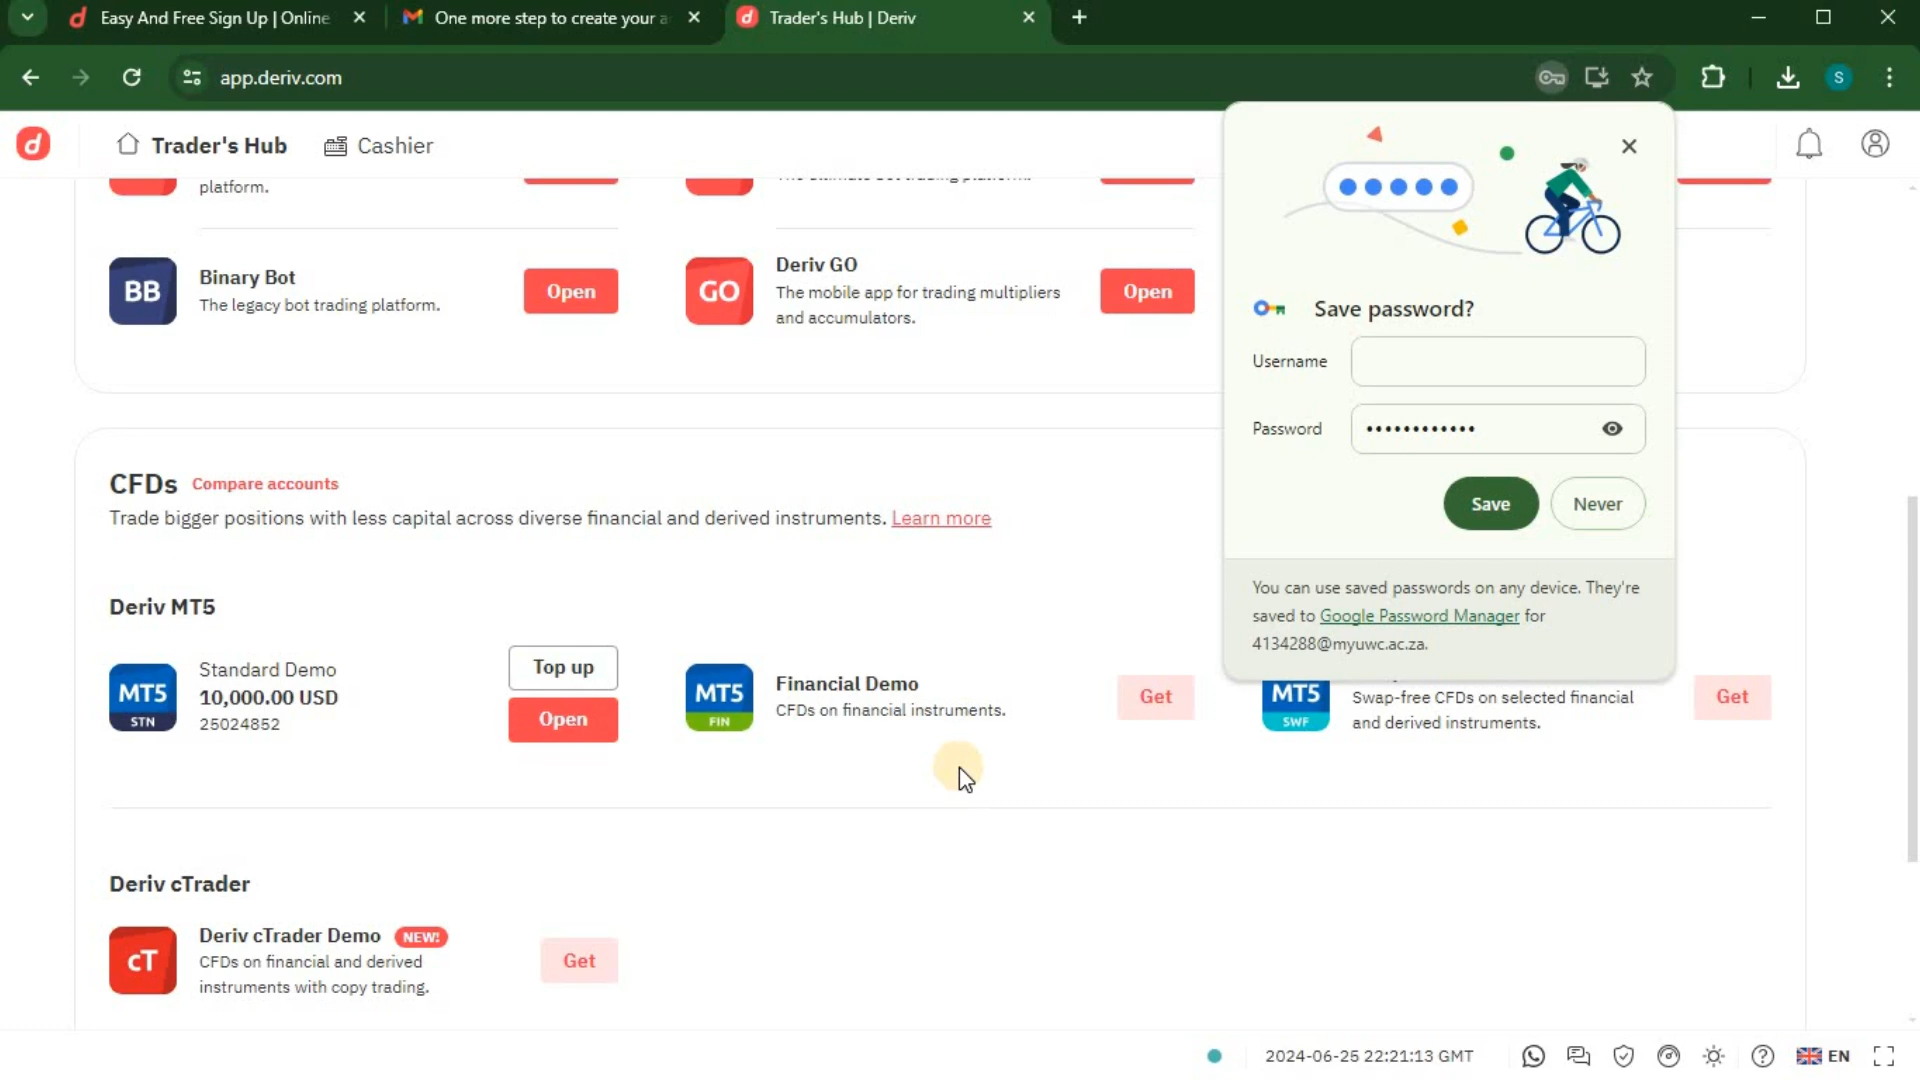 Easy And Free Sign Up | Online
One more step to create your a
Trader's Hub | Deriv
app.deriv.com
S
d
Trader's Hub
Cashier
platform.
BB
Binary Bot
The legacy bot trading platform.
Open
GO
Deriv GO
The mobile app for trading multipliers
and accumulators.
Open
Save password?
Username
Password
••••••••••••
Save
Never
You can use saved passwords on any device. They're
saved to Google Password Manager for
4134288@myuwc.ac.za.
CFDs
Compare accounts
Trade bigger positions with less capital across diverse financial and derived instruments. Learn more
Deriv MT5
MT5
STN
Standard Demo
10,000.00 USD
25024852
Top up
Open
MT5
FIN
Financial Demo
CFDs on financial instruments.
Get
MT5
SWF
Swap-free CFDs on selected financial
and derived instruments.
Get
Deriv cTrader
cT
Deriv cTrader Demo
NEW!
CFDs on financial and derived
instruments with copy trading.
Get
2024-06-25 22:21:13 GMT
EN